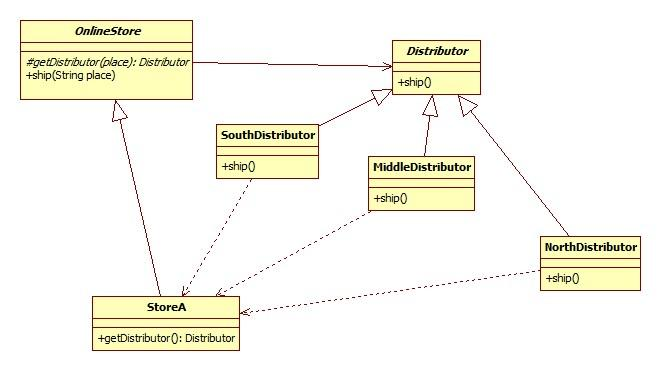 OnlineStore
#getDistributor(place): Distributor
+ship(String place)
Distributor
+ship()
SouthDistributor
+ship()
MiddleDistributor
+ship()
NorthDistributor
+ship()
StoreA
+getDistributor(): Distributor